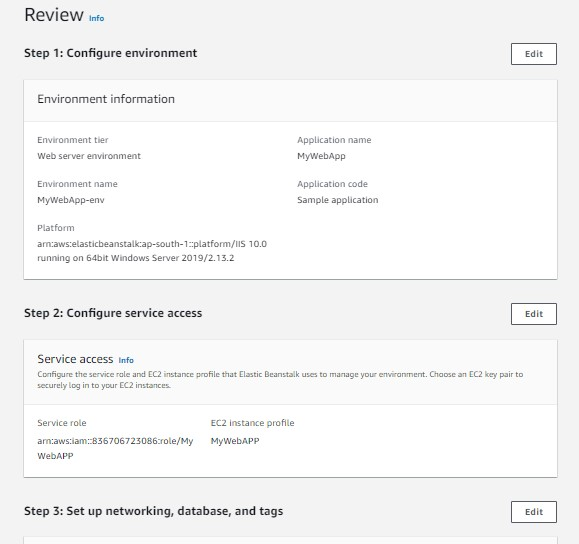 Review Info
Step 1: Configure environment
Edit
Environment information
Environment tier
Web server environment
Application name
MyWebApp
Environment name
MyWebApp-env
Application code
Sample application
Platform
arn:aws:elasticbeanstalk:ap-south-1::platform/IIS 10.0
running on 64bit Windows Server 2019/2.13.2
Step 2: Configure service access
Edit
Service access Info
Configure the service role and EC2 instance profile that Elastic Beanstalk uses to manage your environment. Choose an EC2 key pair to
securely log in to your EC2 instances.
Service role
arn:aws:iam::836706723086:role/My
WebAPP
EC2 instance profile
MyWebAPP
Step 3: Set up networking, database, and tags
Edit